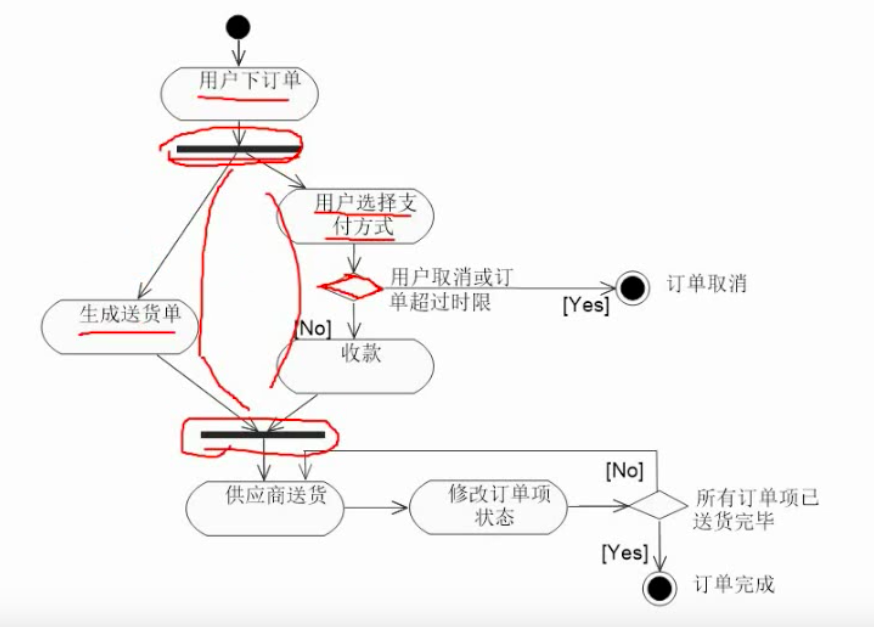 用户下订单
用户选择支
付方式
用户取消或订
单超过时限
[Yes]
订单取消
生成送货单
[No]
收款
供应商送货
修改订单项
状态
[No]
所有订单项已
送货完毕
[Yes]
订单完成